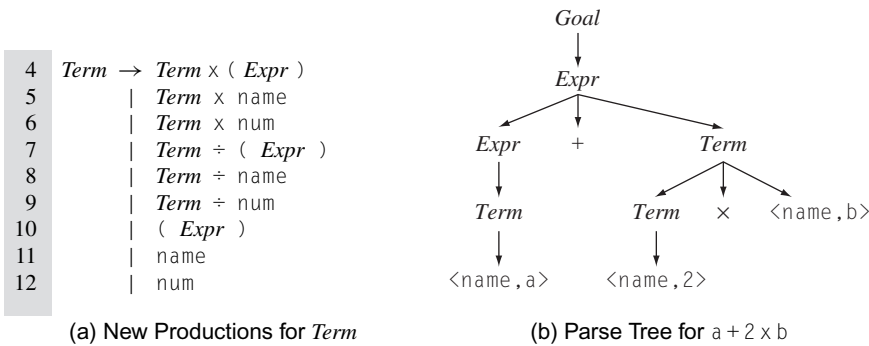 4 Term → Term x ( Expr )
5 | Term x name
6 | Term x num
7 | Term ÷ ( Expr )
8 | Term ÷ name
9 | Term ÷ num
10 | ( Expr )
11 | name
12 | num
(a) New Productions for Term
Goal
Expr
Expr + Term
Term Term × <name,b>
<name,a> <name,2>
(b) Parse Tree for a + 2 x b